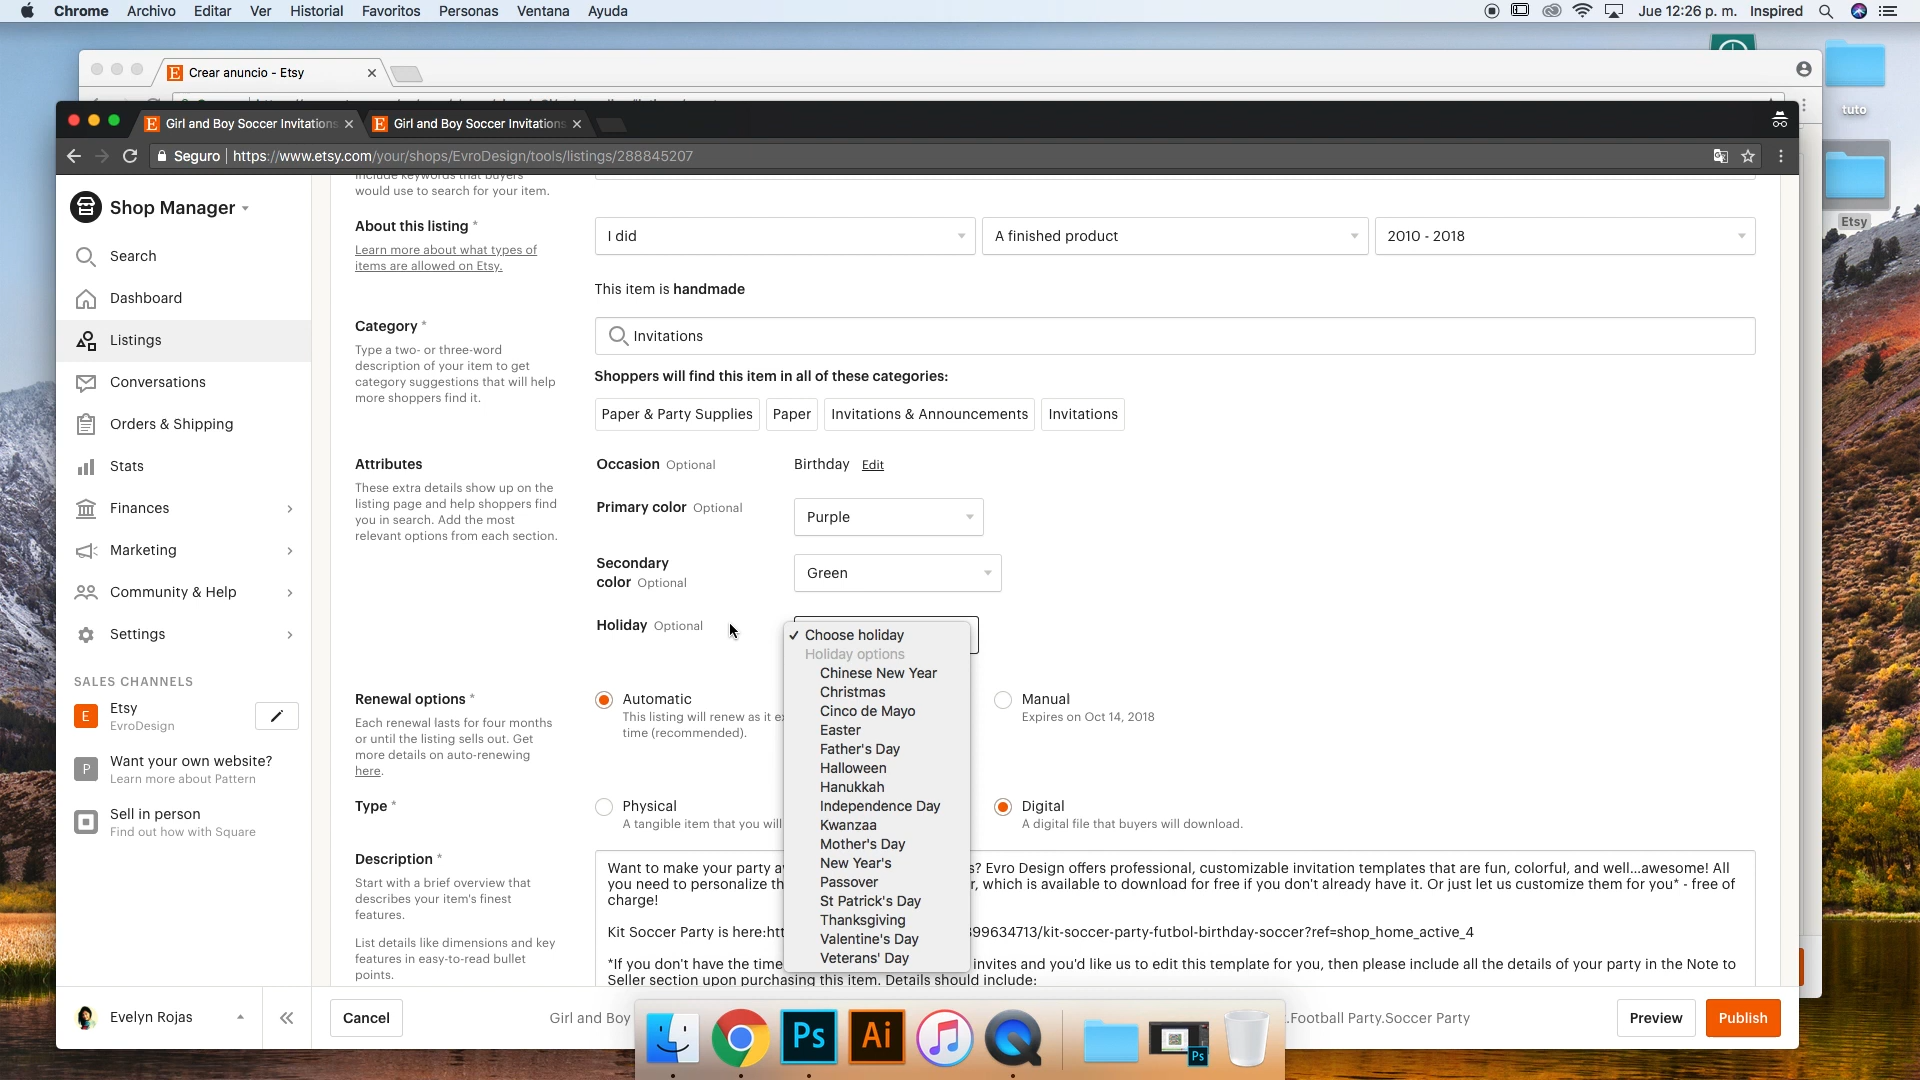 Chrome Archivo Editar Ver Historial Favoritos Personas Ventana Ayuda
Jue 12:26 p. m. Inspired
Crear anuncio - Etsy
tuto
Etsy
Girl and Boy Soccer Invitations
Girl and Boy Soccer Invitations
Seguro | https://www.etsy.com/your/shops/EvroDesign/tools/listings/288845207
Shop Manager
Search
Dashboard
Listings
Conversations
Orders & Shipping
Stats
Finances
Marketing
Community & Help
Settings
SALES CHANNELS
E
Etsy
EvroDesign
P
Want your own website?
Learn more about Pattern
Sell in person
Find out how with Square
Evelyn Rojas
include keywords that buyers
would use to search for your item.
About this listing *
Learn more about what types of
items are allowed on Etsy.
I did
A finished product
2010 - 2018
This item is handmade
Category *
Type a two- or three-word
description of your item to get
category suggestions that will help
more shoppers find it.
Invitations
Shoppers will find this item in all of these categories:
Paper & Party Supplies
Paper
Invitations & Announcements
Invitations
Attributes
These extra details show up on the
listing page and help shoppers find
you in search. Add the most
relevant options from each section.
Occasion Optional
Birthday Edit
Primary color Optional
Purple
Secondary
color Optional
Green
Holiday Optional
Choose holiday
Holiday options
Chinese New Year
Christmas
Cinco de Mayo
Easter
Father's Day
Halloween
Hanukkah
Independence Day
Kwanzaa
Mother's Day
New Year's
Passover
St Patrick's Day
Thanksgiving
Valentine's Day
Veterans' Day
Renewal options *
Each renewal lasts for four months
or until the listing sells out. Get
more details on auto-renewing
here.
Automatic
This listing will renew as it
time (recommended).
Manual
Expires on Oct 14, 2018
Type *
Physical
A tangible item that you will
Digital
A digital file that buyers will download.
Description *
Start with a brief overview that
describes your item's finest
features.
List details like dimensions and key
features in easy-to-read bullet
points.
Want to make your party s? Evro Design offers professional, customizable invitation templates that are fun, colorful, and well...awesome! All
you need to personalize r, which is available to download for free if you don't already have it. Or just let us customize them for you* - free of
charge!
Kit Soccer Party is here:htt 399634713/kit-soccer-party-futbol-birthday-soccer?ref=shop_home_active_4
*If you don't have the time invites and you'd like us to edit this template for you, then please include all the details of your party in the Note to
Seller section upon purchasing this item. Details should include:
Cancel
Girl and Boy
.Football Party.Soccer Party
Preview
Publish
Ps
Ai
Ps